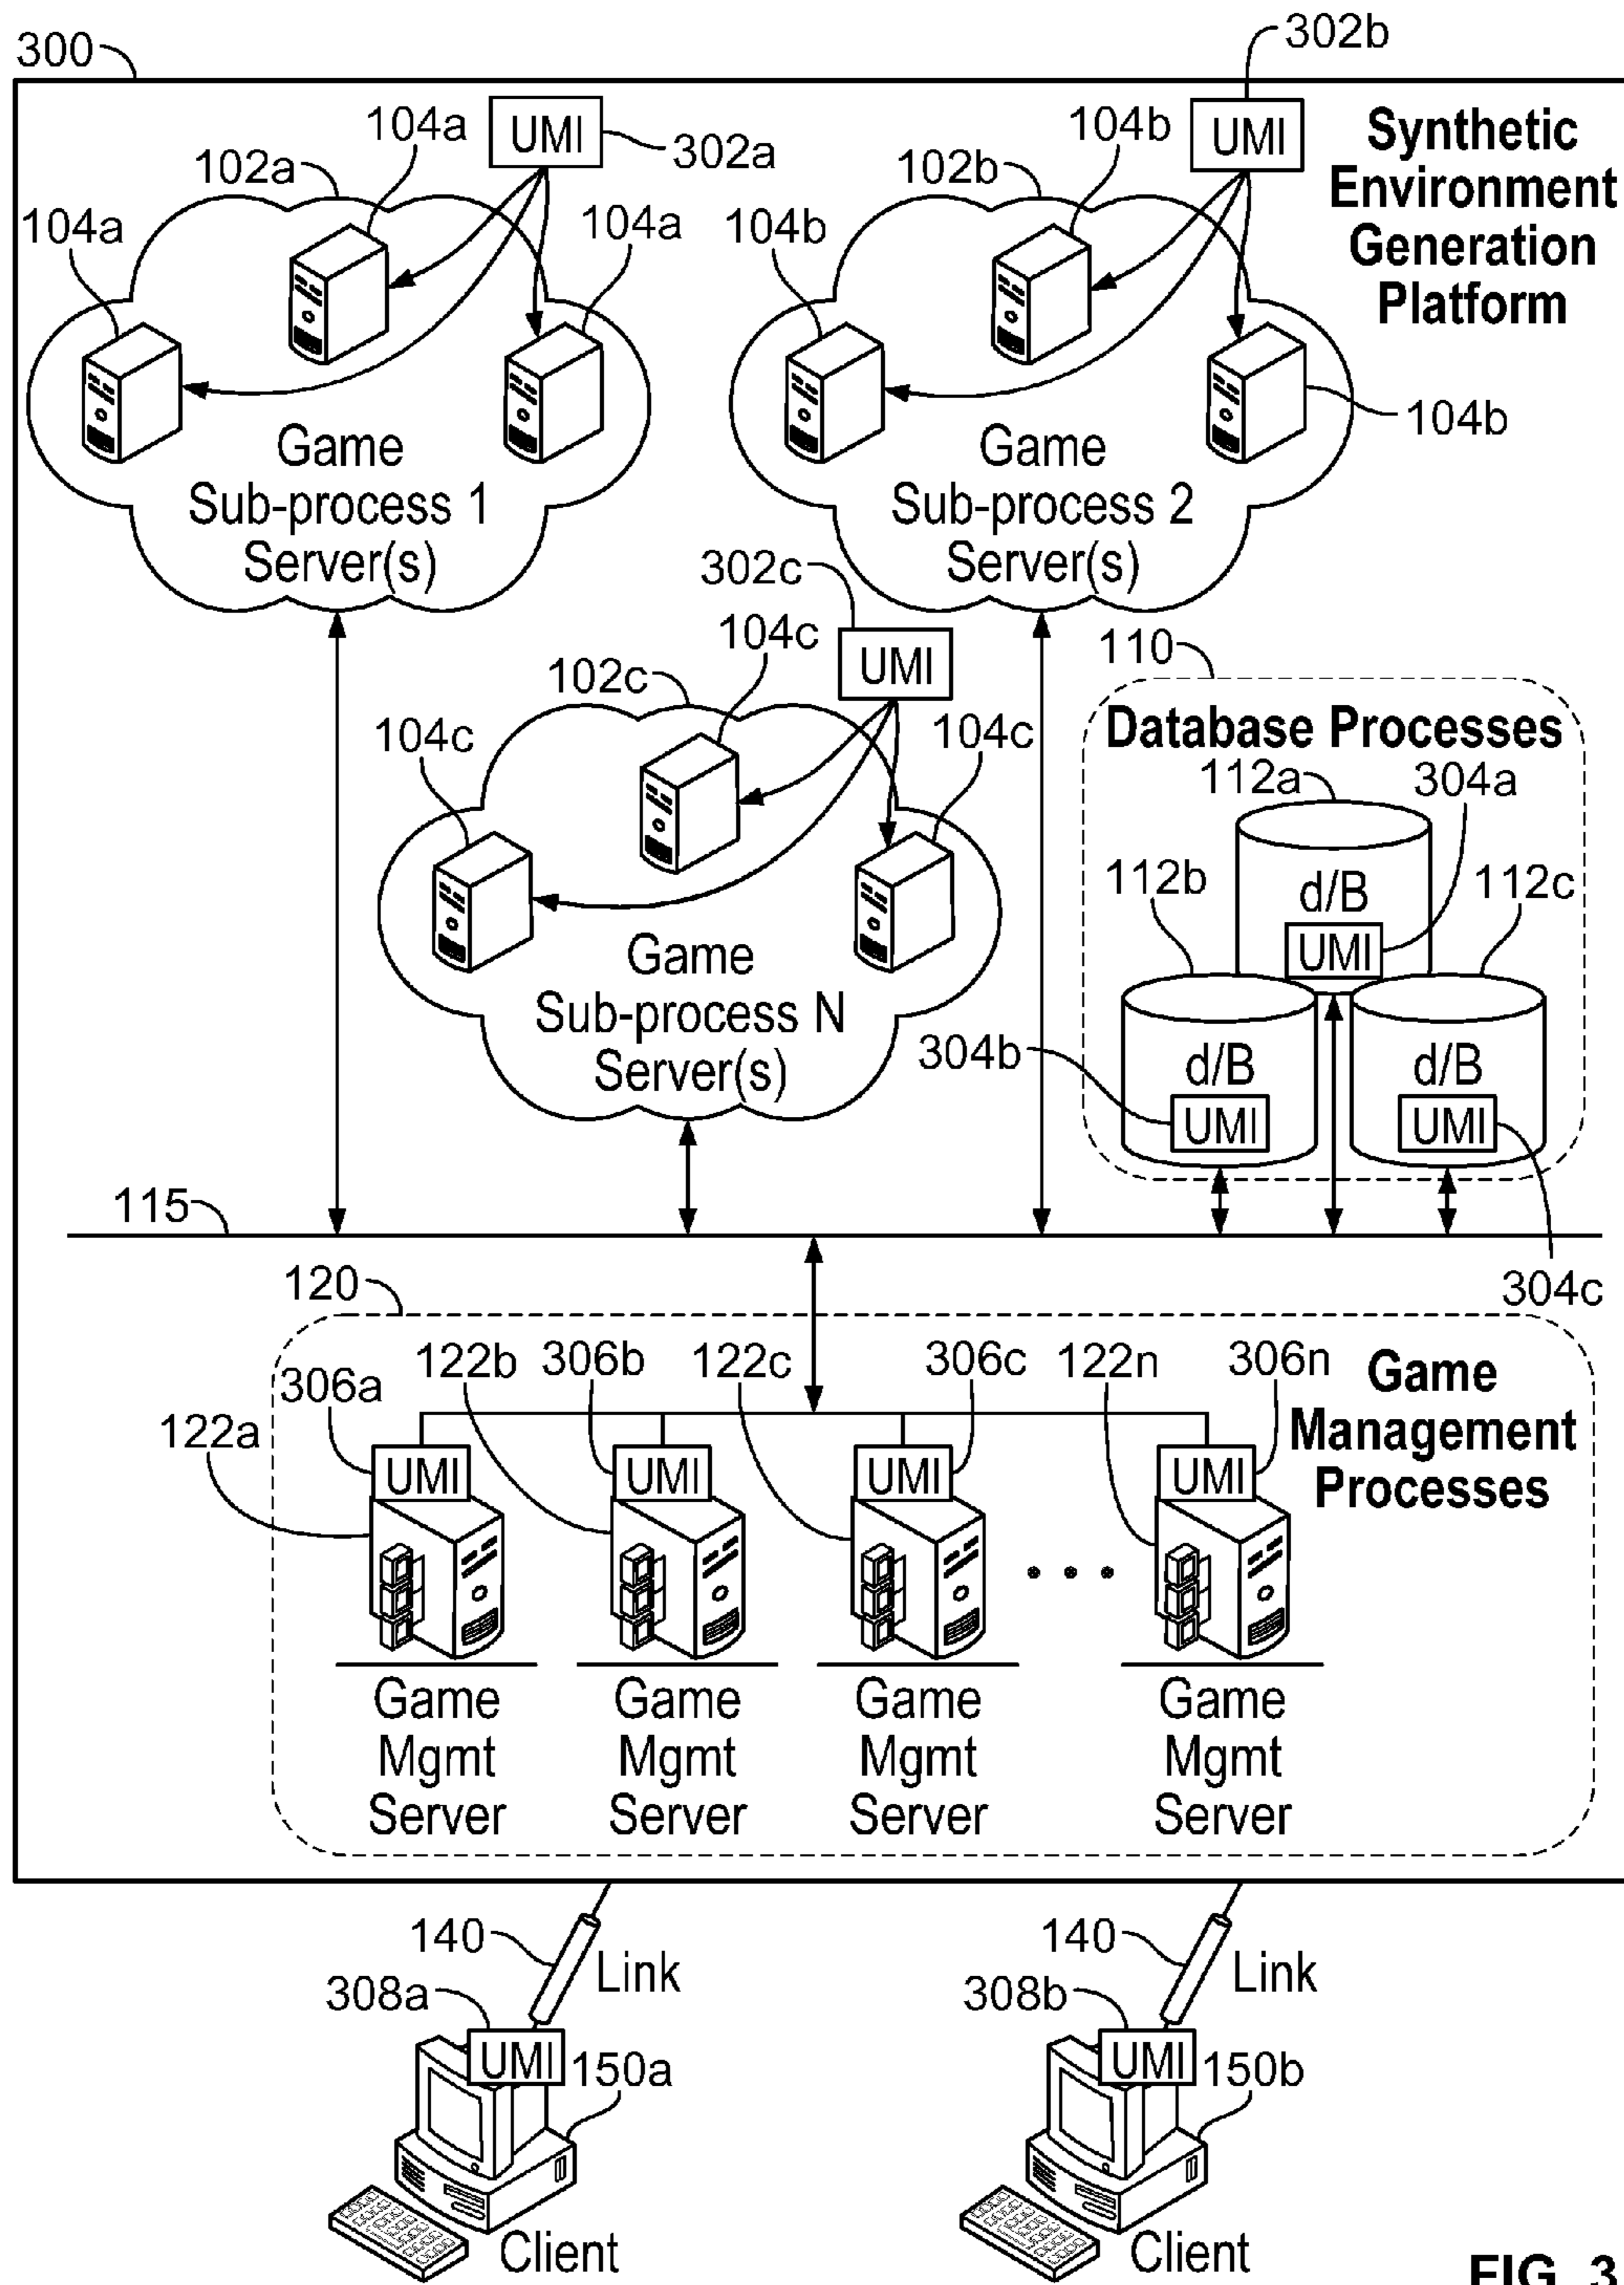 300
302b
104a
UMI
302a
102a
104a
104a
104b
UMI
102b
104b
Synthetic
Environment
Generation
Platform
104b
Game
Sub-process 1
Server(s)
Game
Sub-process 2
Server(s)
302c
104c
UMI
102c
104c
104c
Game
Sub-process N
Server(s)
110
Database Processes
112a
304a
112b
d/B
112c
UMI
304b
d/B
UMI
d/B
UMI
304c
115
120
306a
122b
306b
122c
306c
122n
306n
Game
Management
Processes
122a
UMI
UMI
UMI
UMI
Game
Mgmt
Server
Game
Mgmt
Server
Game
Mgmt
Server
Game
Mgmt
Server
140
Link
308a
UMI
150a
Client
140
Link
308b
UMI
150b
Client
FIG. 3